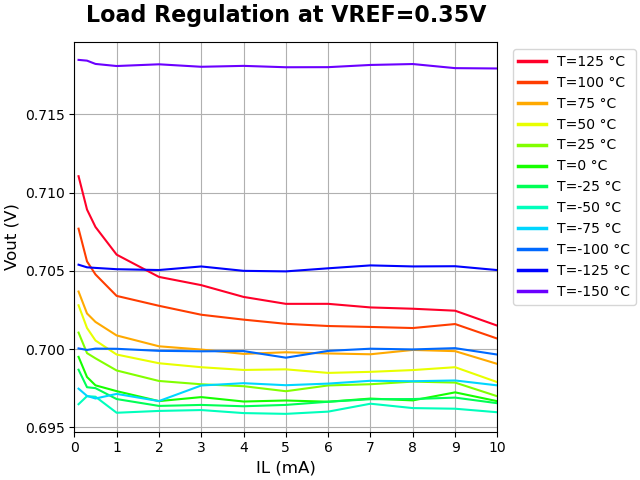 Load Regulation at VREF=0.35V
Vout (V)
0.715
0.710
0.705
0.700
0.695
0 1 2 3 4 5 6 7 8 9 10
IL (mA)
T=125 °C
T=100 °C
T=75 °C
T=50 °C
T=25 °C
T=0 °C
T=-25 °C
T=-50 °C
T=-75 °C
T=-100 °C
T=-125 °C
T=-150 °C